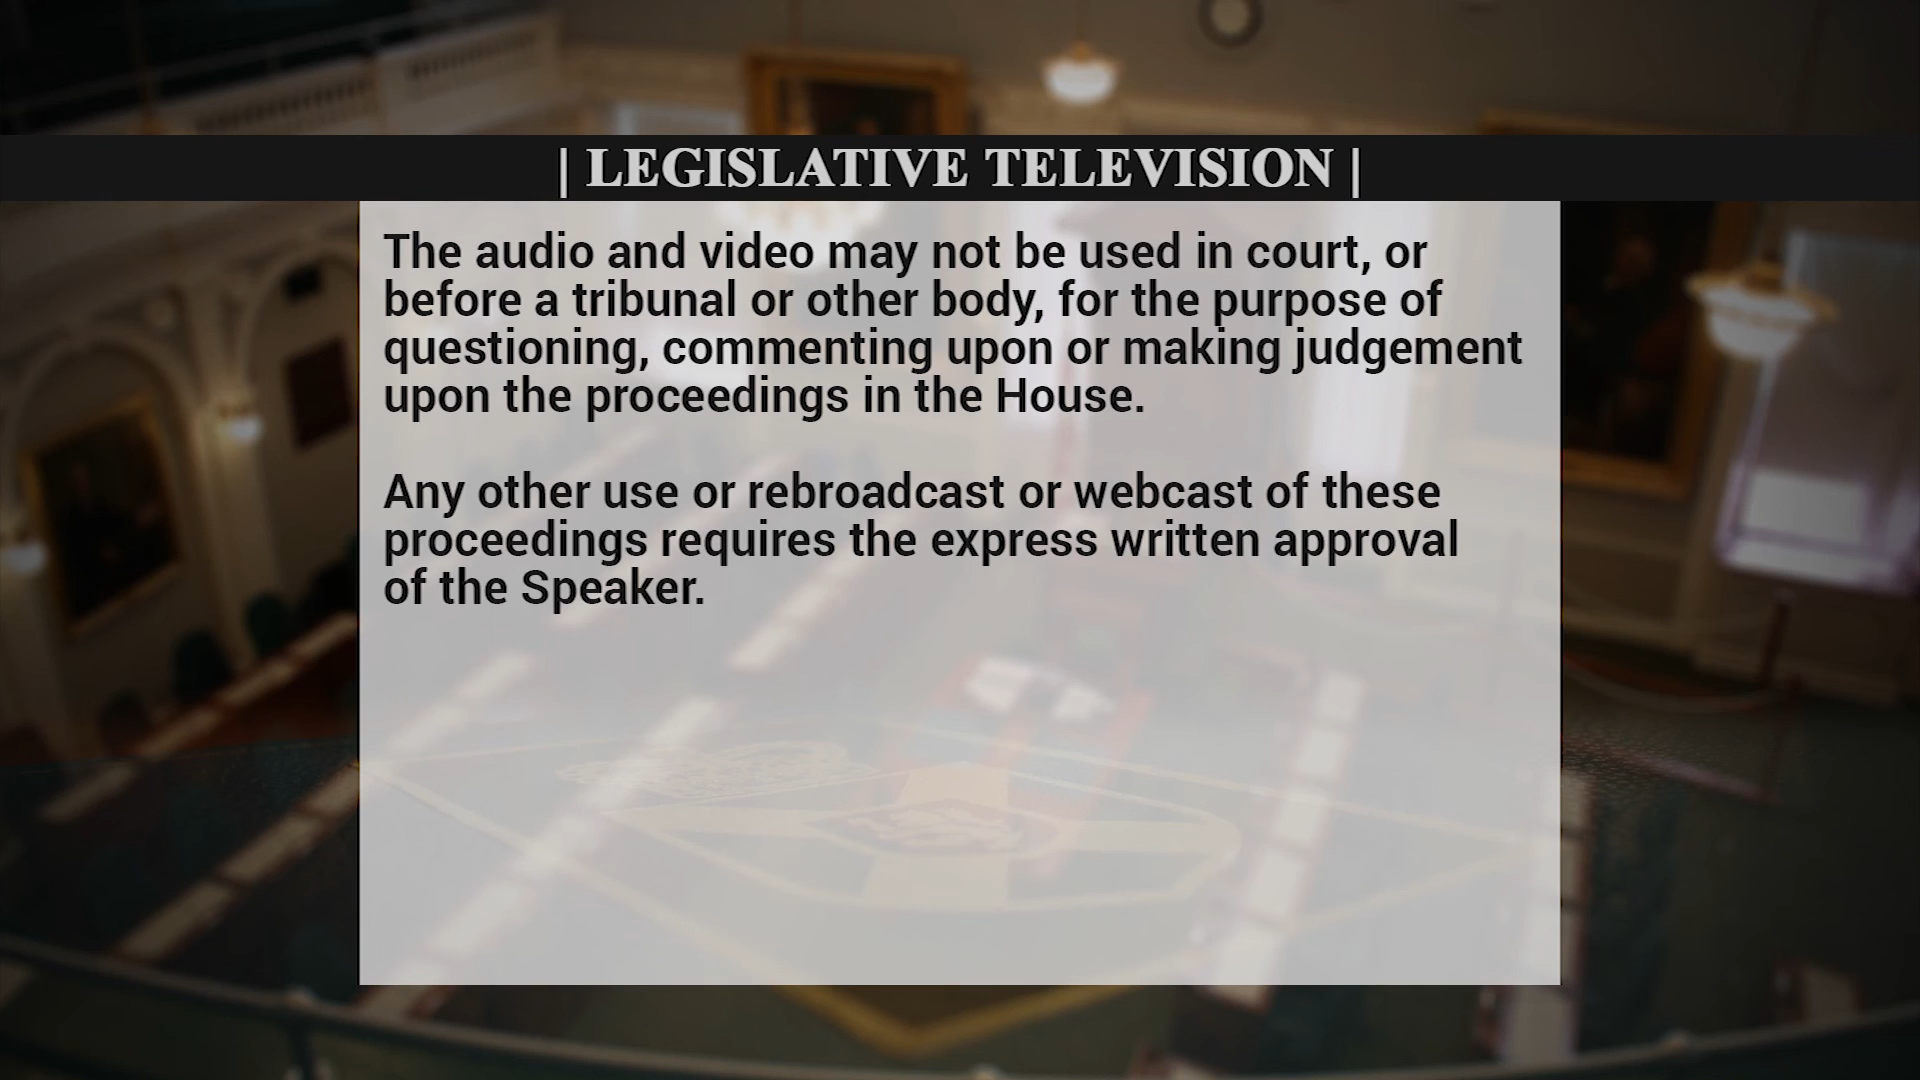 | LEGISLATIVE TELEVISION |
The audio and video may not be used in court, or
before a tribunal or other body, for the purpose of
questioning, commenting upon or making judgement
upon the proceedings in the House.
Any other use or rebroadcast or webcast of these
proceedings requires the express written approval
of the Speaker.